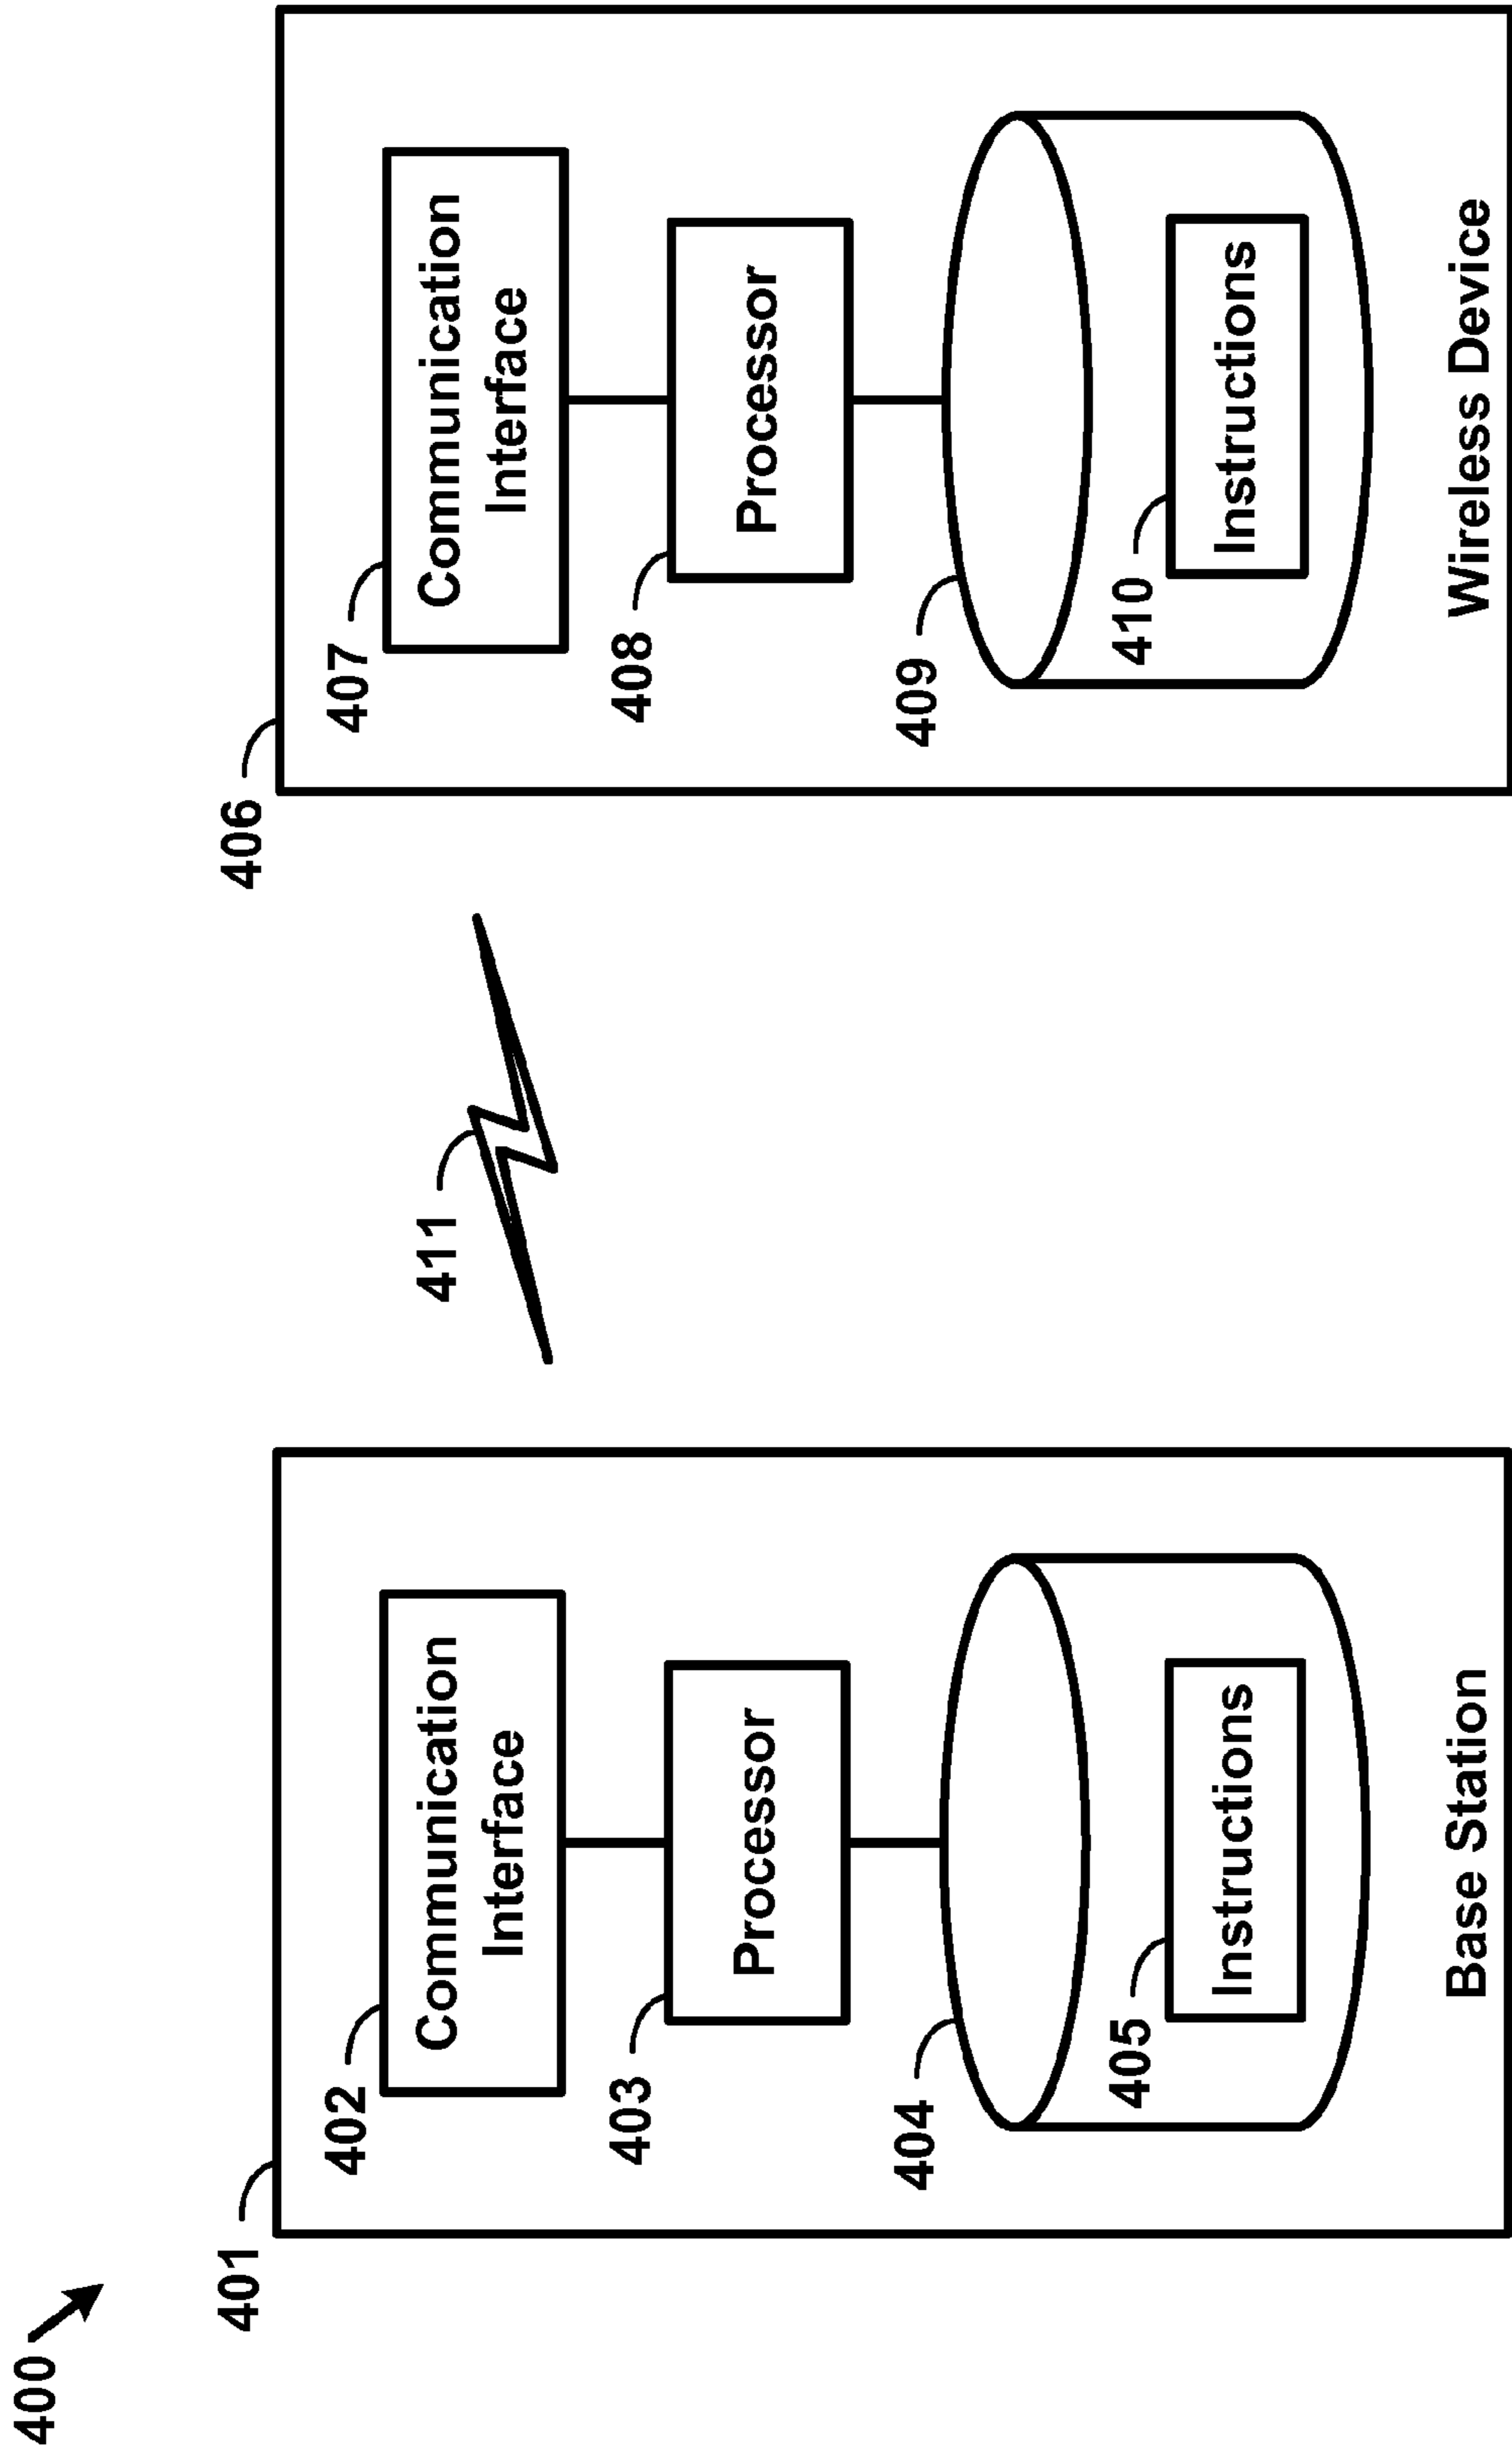 400
401
402
Communication
Interface
403
Processor
404
405
Instructions
Base Station
411
406
407
Communication
Interface
408
Processor
409
410
Instructions
Wireless Device